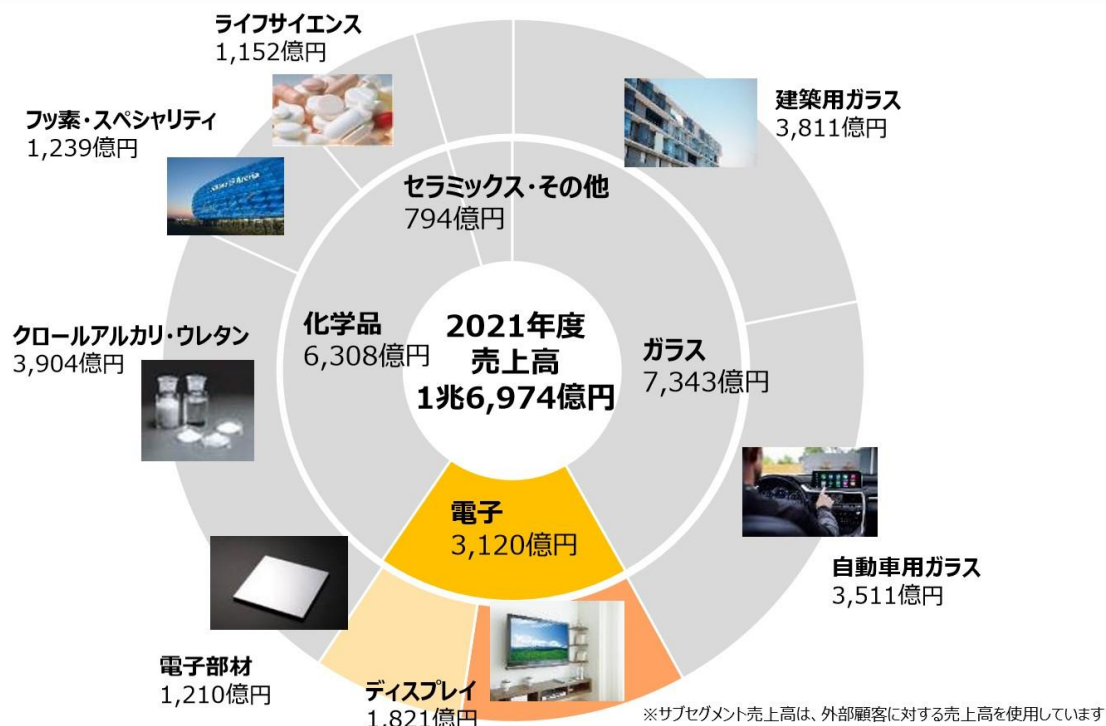 ライフサイエンス
1,152億円
建築用ガラス
3,811億円
フッ素・スペシャリティ
1,239億円
Allianz Arena
セラミックス・その他
794億円
クロールアルカリ・ウレタン
3,904億円
化学品
6,308億円
2021年度
売上高
1兆6,974億円
ガラス
7,343億円
電子
3,120億円
自動車用ガラス
3,511億円
電子部材
1,210億円
ディスプレイ
1,821億円
※サブセグメント売上高は、外部顧客に対する売上高を使用しています